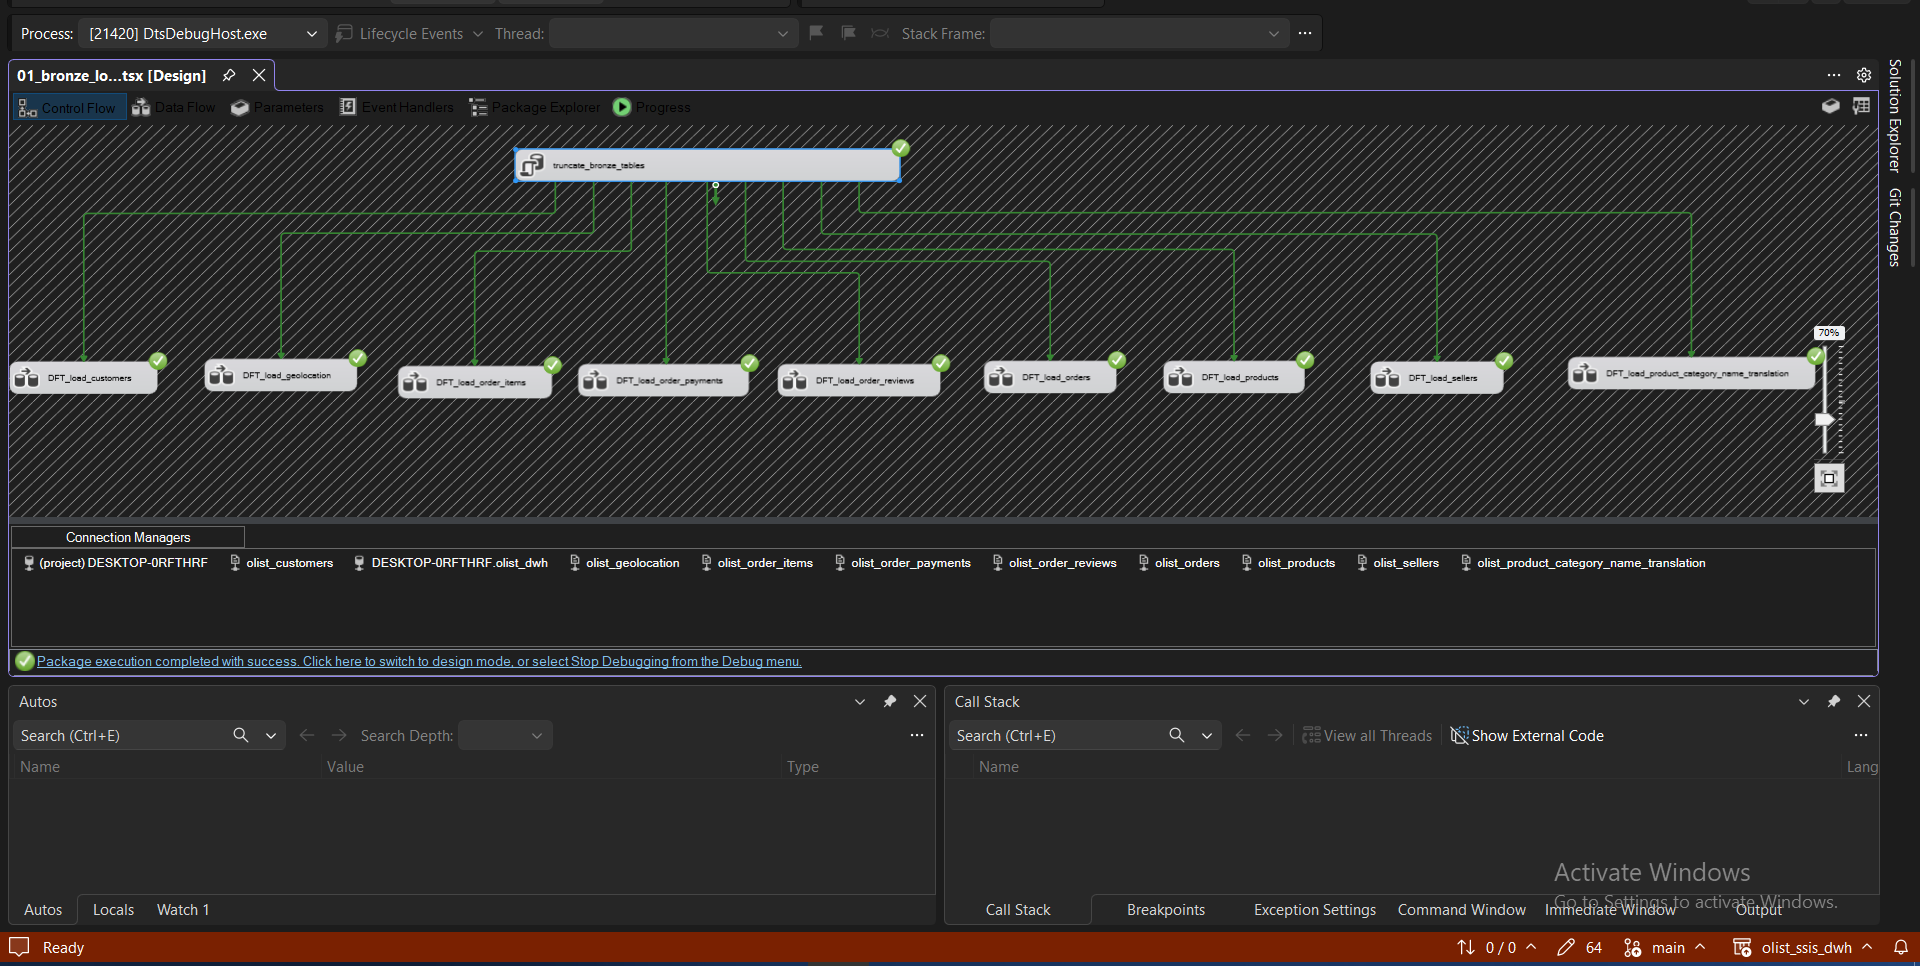 Process: [21420] DtsDebugHost.exe Lifecycle Events Thread: Stack Frame:
01_bronze_lo...tsx [Design]
Control Flow Data Flow Parameters Event Handlers Package Explorer Progress
truncate_bronze_tables
DFT_load_customers
DFT_load_geolocation
DFT_load_order_items
DFT_load_order_payments
DFT_load_order_reviews
DFT_load_orders
DFT_load_products
DFT_load_sellers
DFT_load_product_category_name_translation
70%
Connection Managers
(project) DESKTOP-0RFTHRF olist_customers DESKTOP-0RFTHRF.olist_dwh olist_geolocation olist_order_items olist_order_payments olist_order_reviews olist_orders olist_products olist_sellers olist_product_category_name_translation
Package execution completed with success. Click here to switch to design mode, or select Stop Debugging from the Debug menu.
Solution Explorer
Git Changes
Autos
Search (Ctrl+E) Search Depth:
Name Value Type
Autos Locals Watch 1
Call Stack
Search (Ctrl+E) View all Threads Show External Code
Name Lang
Activate Windows
Go to Settings to activate Windows.
Call Stack Breakpoints Exception Settings Command Window Immediate Window Output
Ready 0 / 0 64 main olist_ssis_dwh